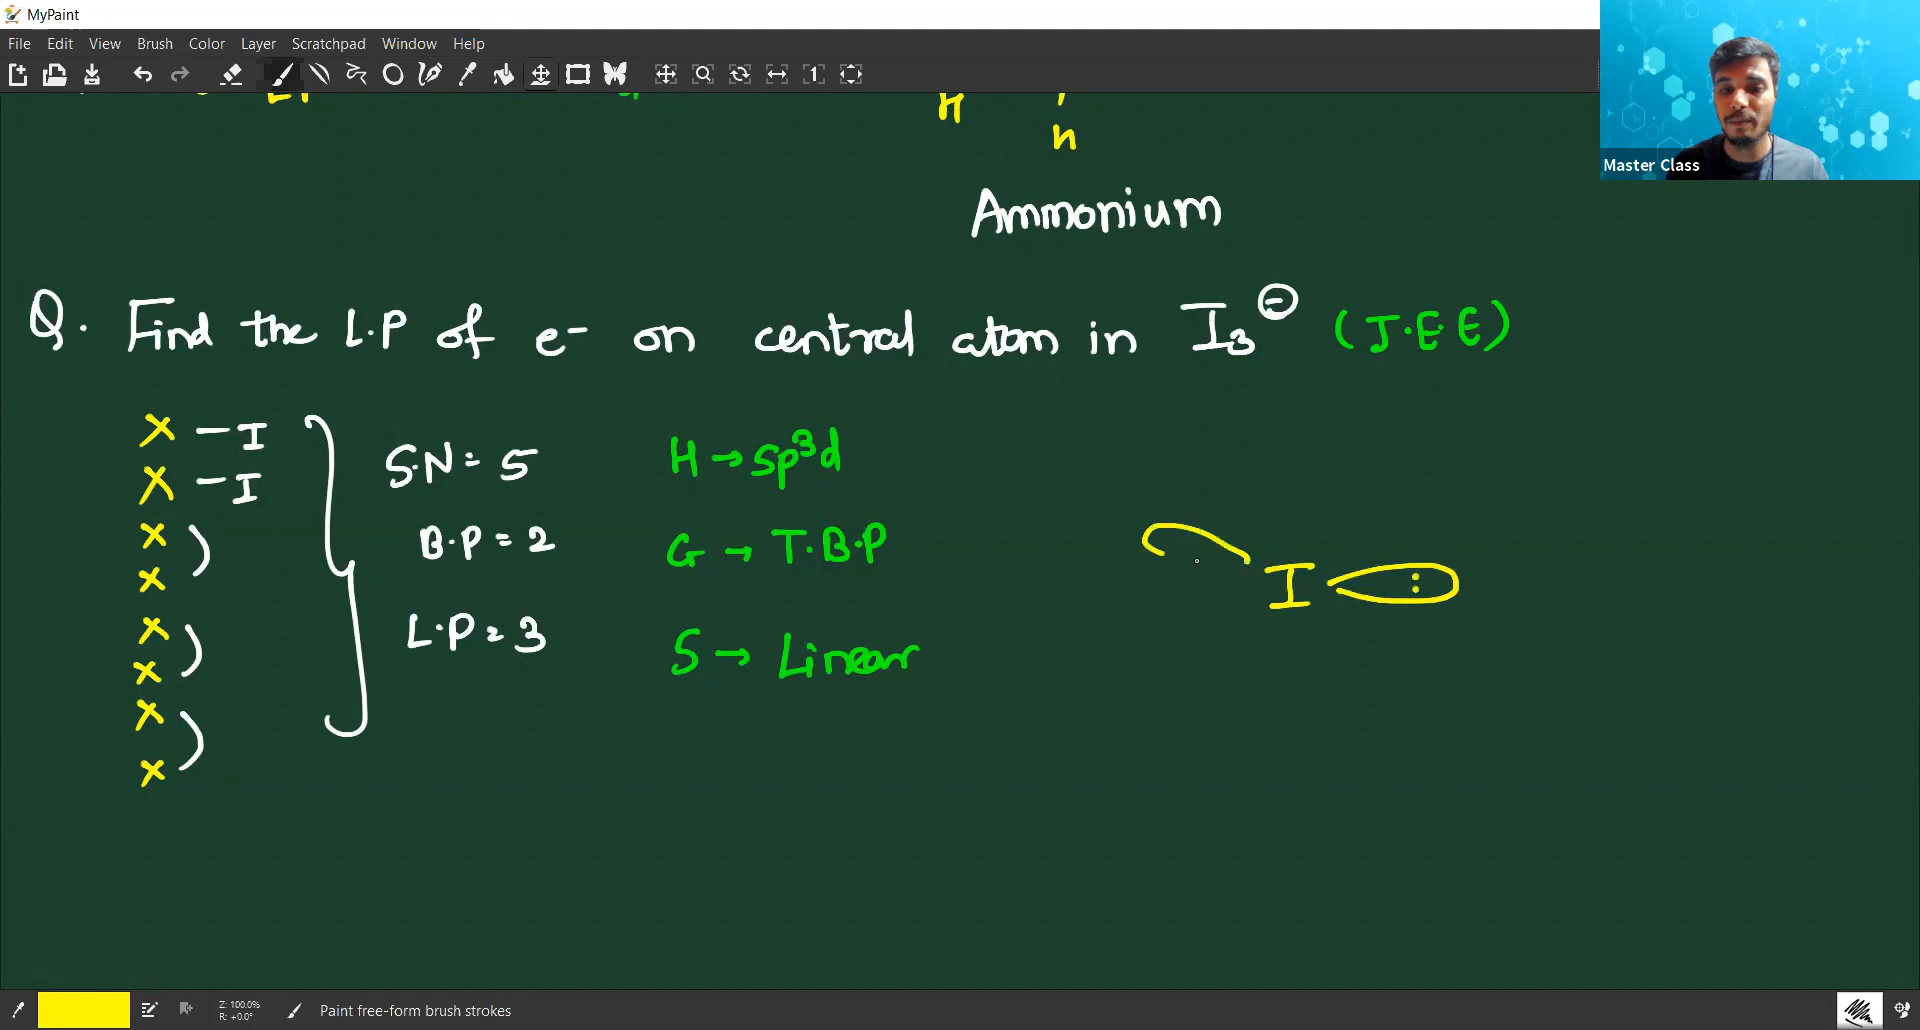 MyPaint
File Edit View Brush Color Layer Scratchpad Window Help
Master Class
H
n
Ammonium
Q. Find the L.P of e- on central atom in I3⊖ (J.E.E)
x - I
x - I
x )
x
x )
x
x )
x
S.N = 5
B.P = 2
L.P = 3
H → sp³d
G → T.B.P
S → Linear
I :
Z: 100.0%
R: +0.0°
Paint free-form brush strokes